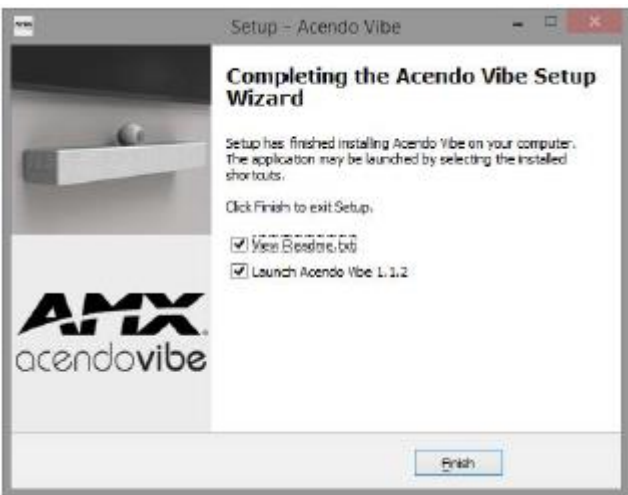 AMX
Setup - Acendo Vibe
Completing the Acendo Vibe Setup
Wizard
Setup has finished installing Acendo Vibe on your computer.
The application may be launched by selecting the installed
shortcuts.
Click Finish to exit Setup.
View Readme.txt
Launch Acendo Vibe 1.1.2
AMX
acendovibe
Finish